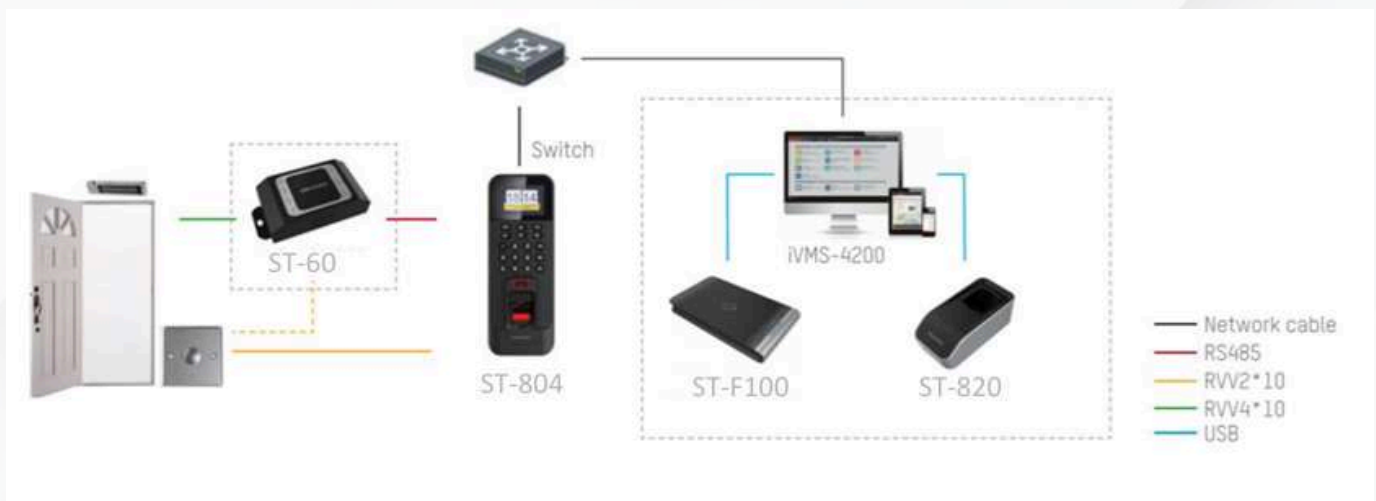 Switch
ST-60
iVMS-4200
ST-804
ST-F100
ST-820
Network cable
RS485
RVV2*10
RVV4*10
USB